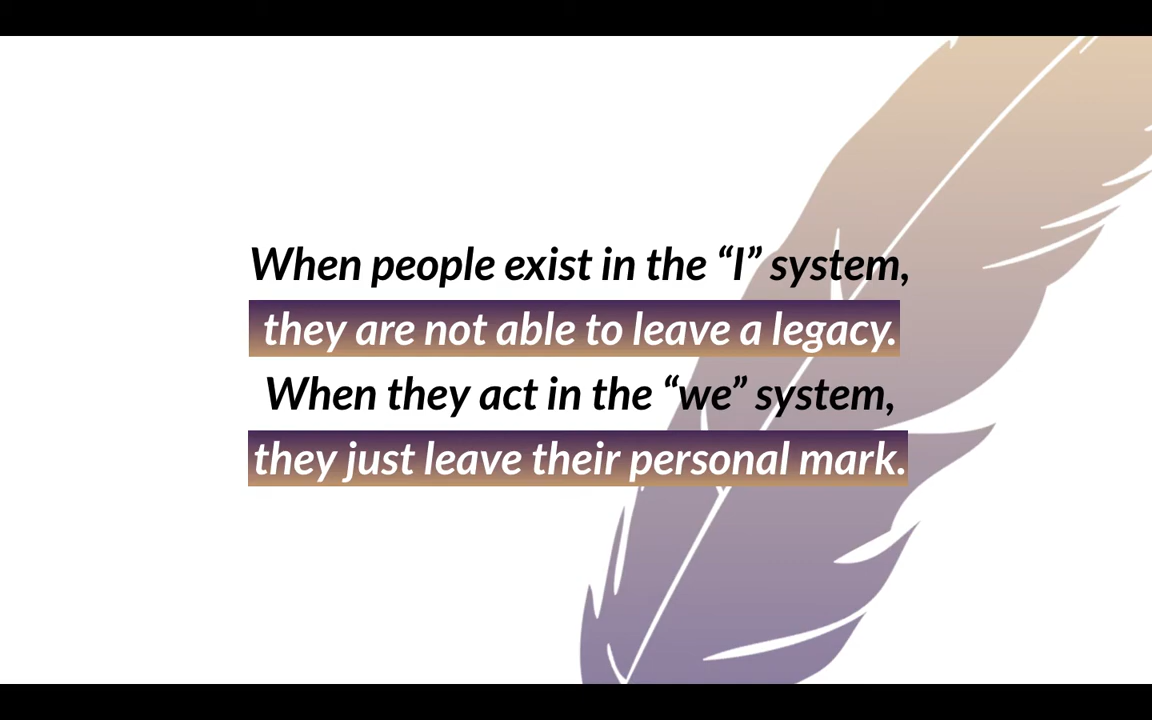 When people exist in the “I” system,
they are not able to leave a legacy.
When they act in the “we” system,
they just leave their personal mark.